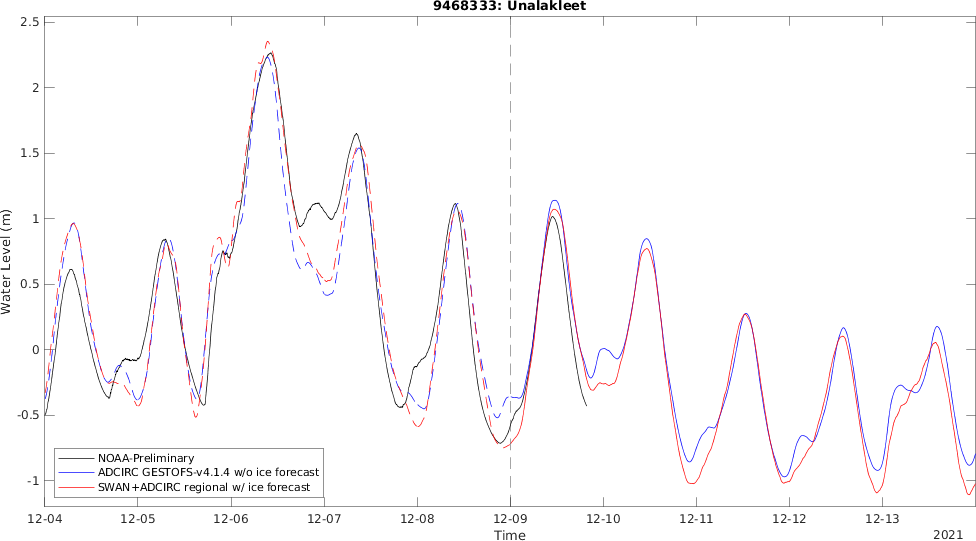 9468333: Unalakleet
2.5
2
1.5
1
0.5
0
-0.5
-1
Water Level (m)
NOAA-Preliminary
ADCIRC GESTOFS-v4.1.4 w/o ice forecast
SWAN+ADCIRC regional w/ ice forecast
12-04 12-05 12-06 12-07 12-08 12-09 12-10 12-11 12-12 12-13
Time
2021